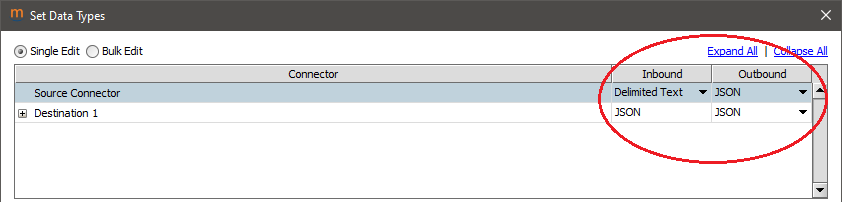 m Set Data Types
Single Edit Bulk Edit Expand All | Collapse All
Connector Inbound Outbound
Source Connector Delimited Text JSON
Destination 1 JSON JSON